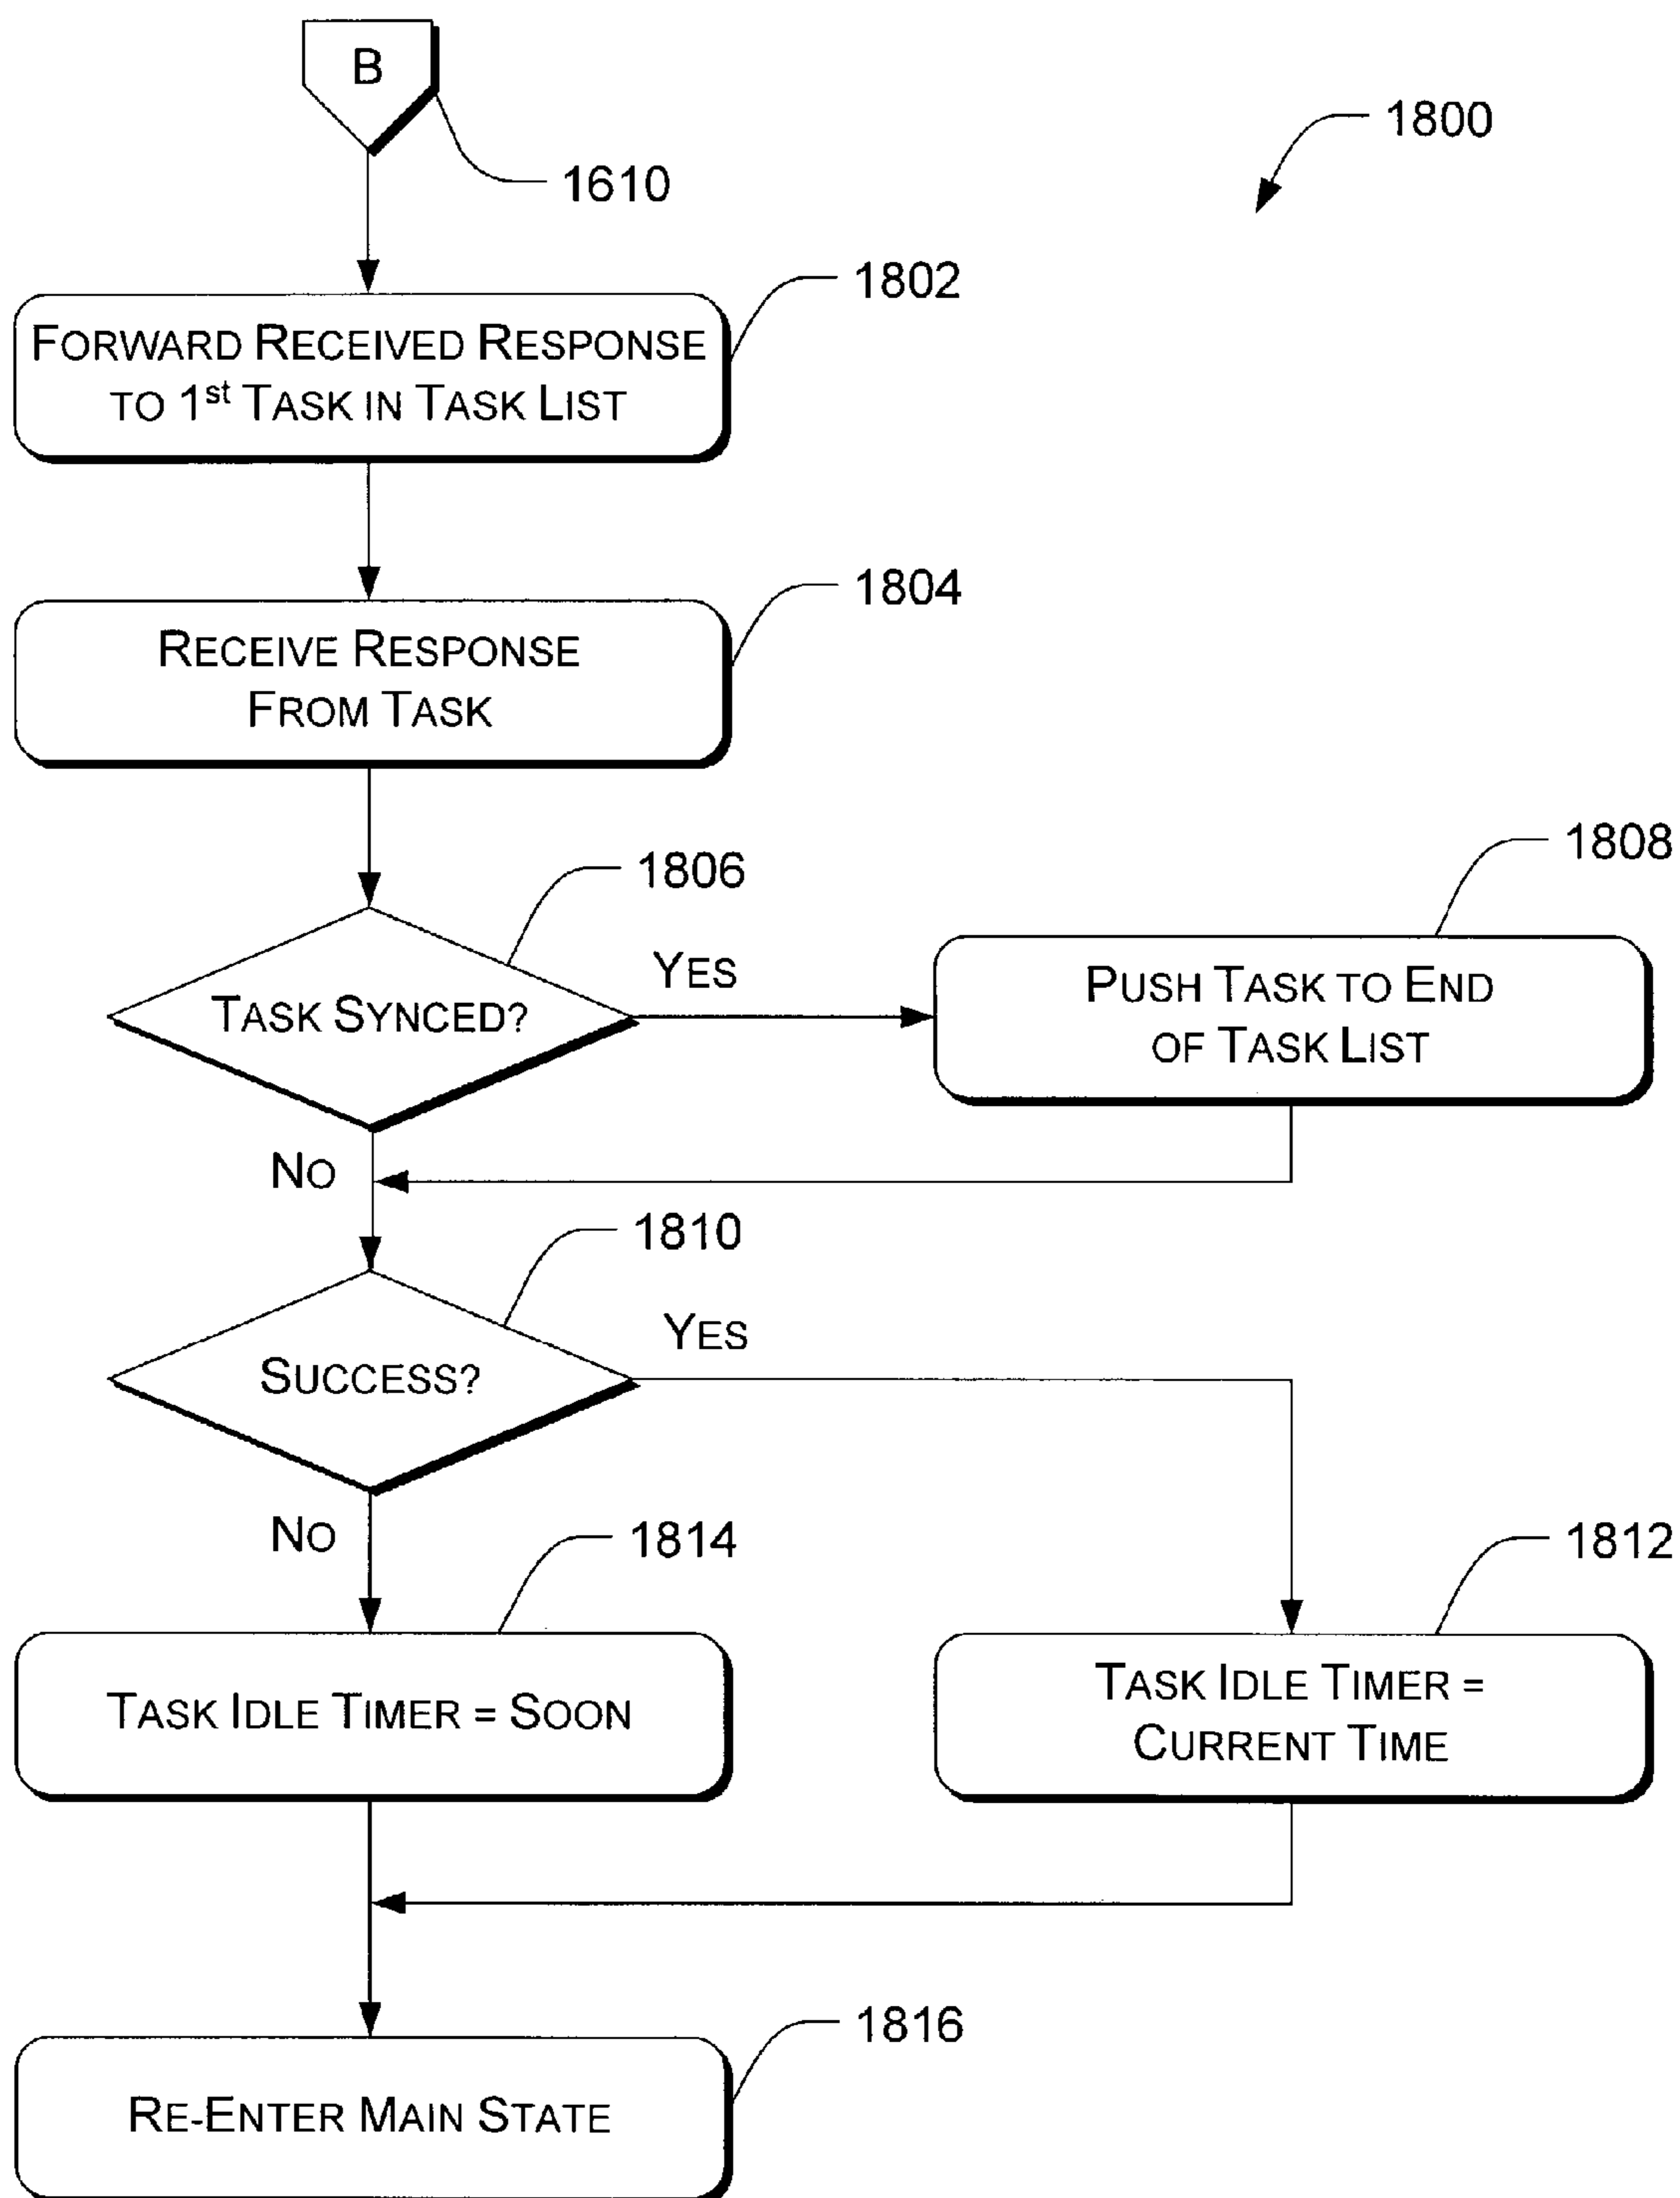 B
1800
1610
1802
FORWARD RECEIVED RESPONSE
TO 1st TASK IN TASK LIST
1804
RECEIVE RESPONSE
FROM TASK
1806
1808
YES
TASK SYNCED?
PUSH TASK TO END
OF TASK LIST
NO
1810
YES
SUCCESS?
NO
1814
1812
TASK IDLE TIMER = SOON
TASK IDLE TIMER =
CURRENT TIME
1816
RE-ENTER MAIN STATE